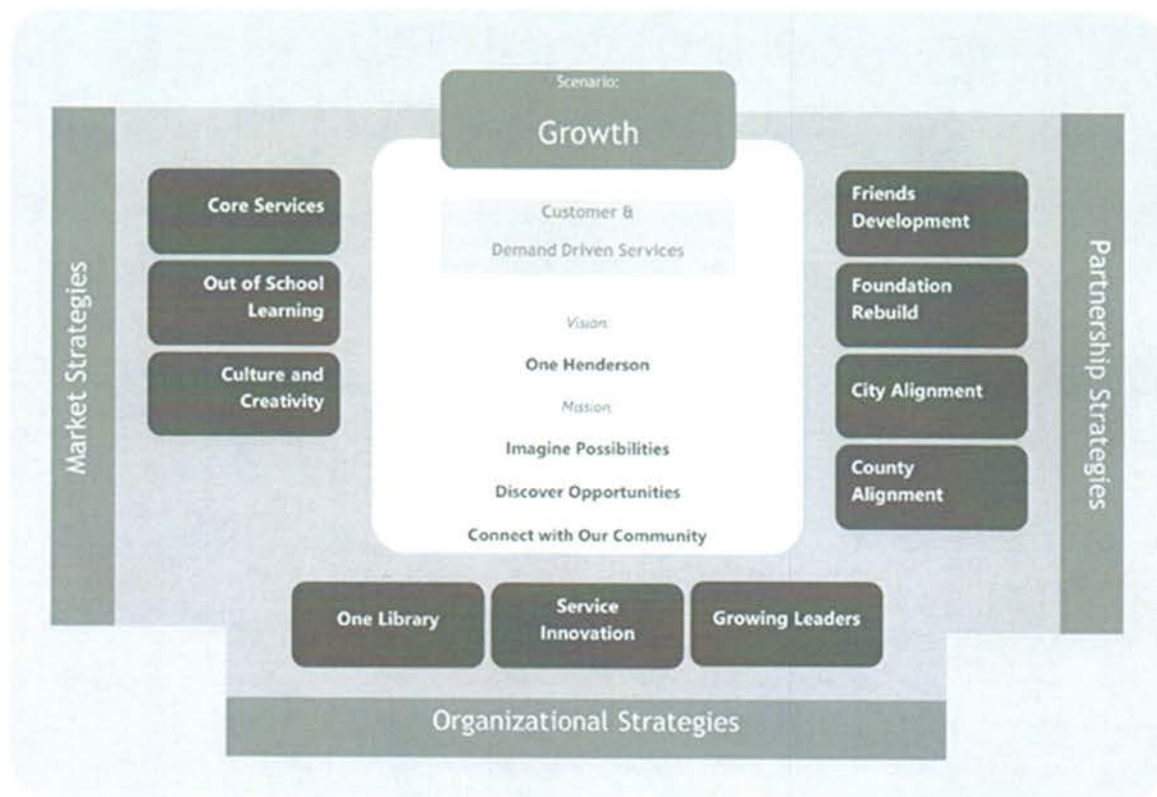 Scenario:
Growth
Market Strategies
Core Services
Out of School
Learning
Culture and
Creativity
Customer &
Demand Driven Services
Vision:
One Henderson
Mission:
Imagine Possibilities
Discover Opportunities
Connect with Our Community
Friends
Development
Foundation
Rebuild
City Alignment
County
Alignment
Partnership Strategies
One Library
Service
Innovation
Growing Leaders
Organizational Strategies